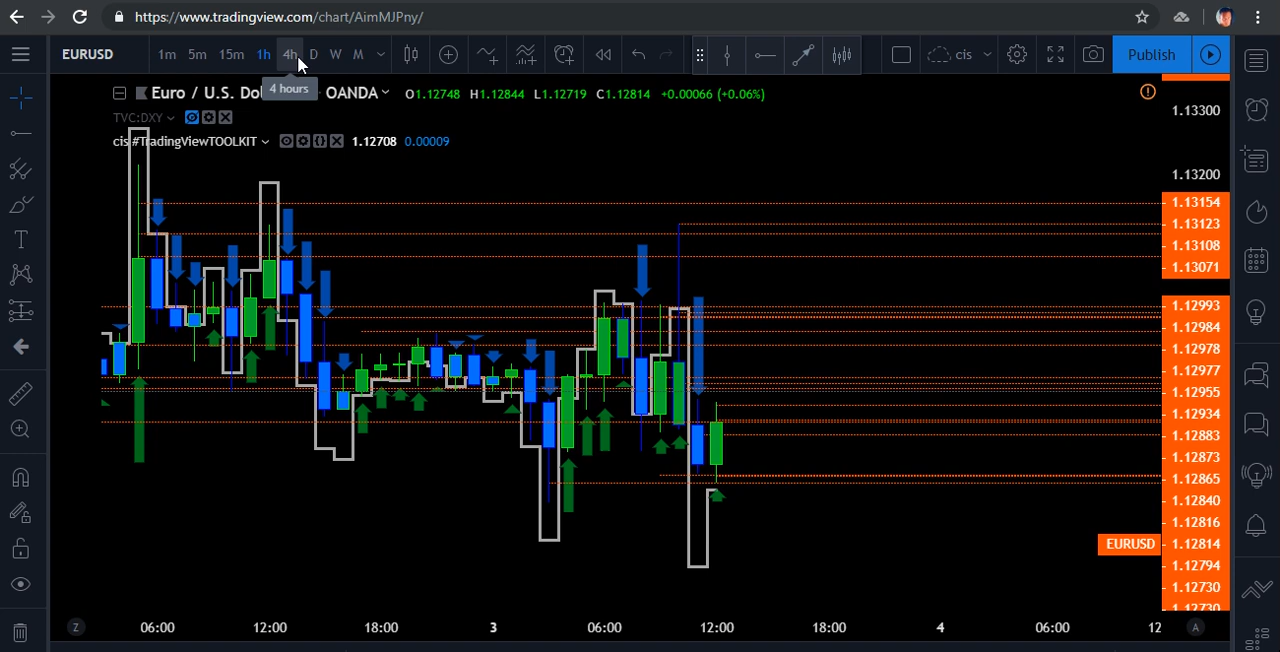 https://www.tradingview.com/chart/AimMJPny/
EURUSD 1m 5m 15m 1h 4h D W M cis Publish
4 hours
Euro / U.S. Do OANDA O1.12748 H1.12844 L1.12719 C1.12814 +0.00066 (+0.06%)
TVC:DXY
cis #TradingViewTOOLKIT 1.12708 0.00009
1.13300
1.13200
1.13154
1.13123
1.13108
1.13071
1.12993
1.12984
1.12978
1.12977
1.12955
1.12934
1.12883
1.12873
1.12865
1.12840
1.12816
EURUSD 1.12814
1.12794
1.12730
1.12730
Z 06:00 12:00 18:00 3 06:00 12:00 18:00 4 06:00 12 A